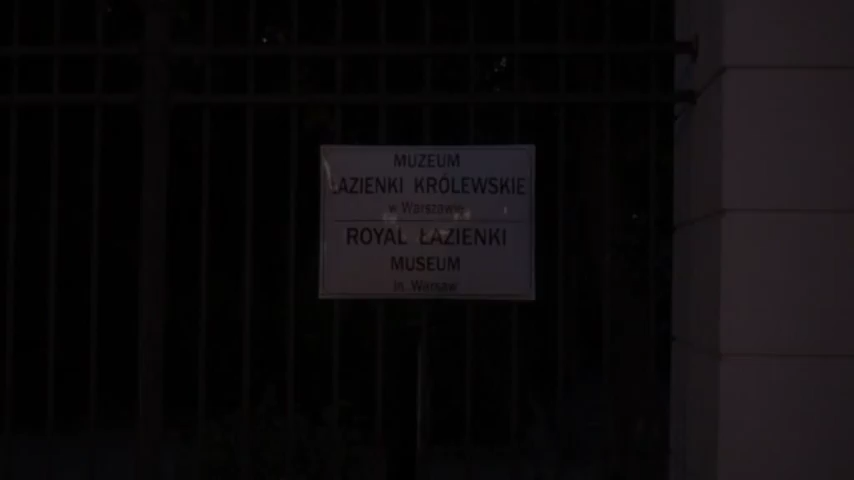 MUZEUM
ŁAZIENKI KRÓLEWSKIE
w Warszawie
ROYAL ŁAZIENKI
MUSEUM
in Warsaw